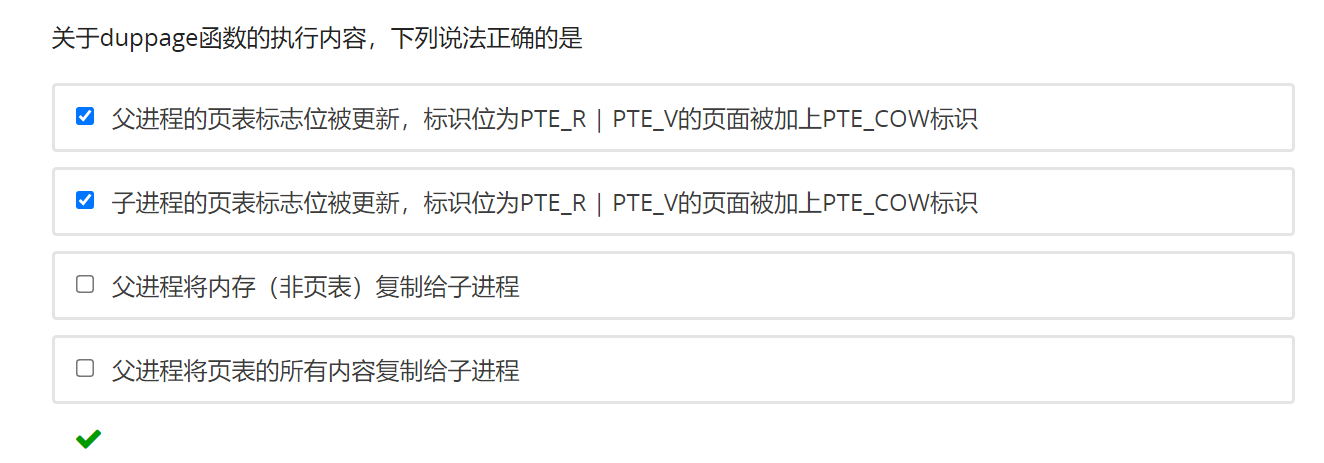 关于duppage函数的执行内容，下列说法正确的是
父进程的页表标志位被更新，标识位为PTE_R | PTE_V的页面被加上PTE_COW标识
子进程的页表标志位被更新，标识位为PTE_R | PTE_V的页面被加上PTE_COW标识
父进程将内存（非页表）复制给子进程
父进程将页表的所有内容复制给子进程